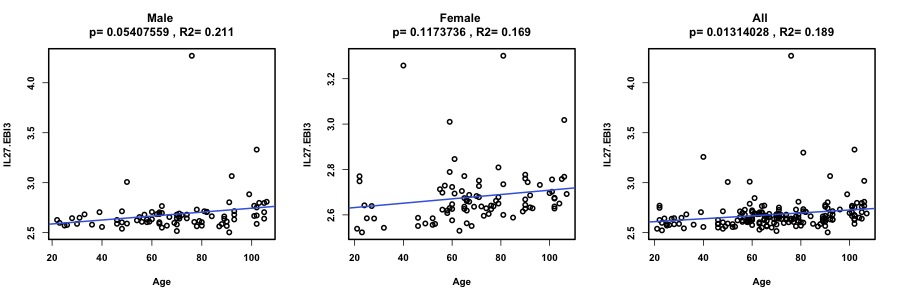 Male
p= 0.05407559 , R2= 0.211
IL27.EBI3
4.0
3.5
3.0
2.5
20 40 60 80 100
Age
Female
p= 0.1173736 , R2= 0.169
IL27.EBI3
3.2
3.0
2.8
2.6
20 40 60 80 100
Age
All
p= 0.01314028 , R2= 0.189
IL27.EBI3
4.0
3.5
3.0
2.5
20 40 60 80 100
Age